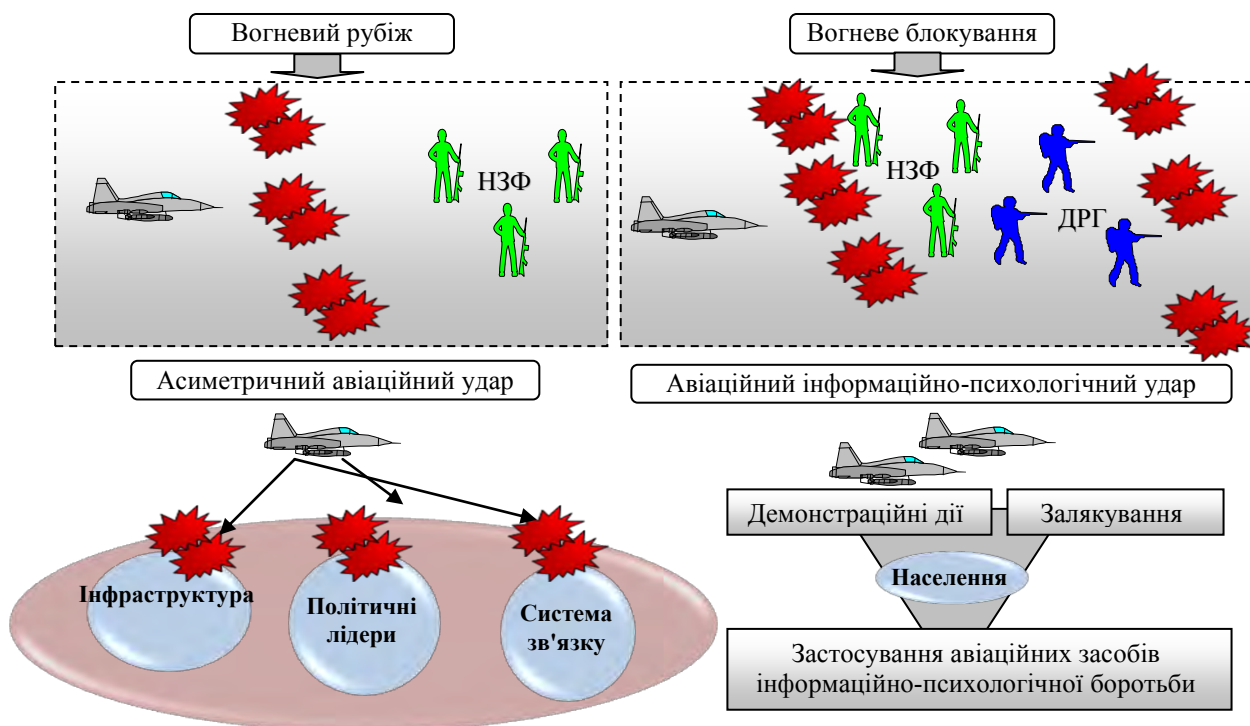 Вогневий рубіж
Вогневе блокування
НЗФ
НЗФ
ДРГ
Асиметричний авіаційний удар
Авіаційний інформаційно-психологічний удар
Демонстраційні дії
Залякування
Інфраструктура
Політичні
лідери
Система
зв'язку
Населення
Застосування авіаційних засобів
інформаційно-психологічної боротьби